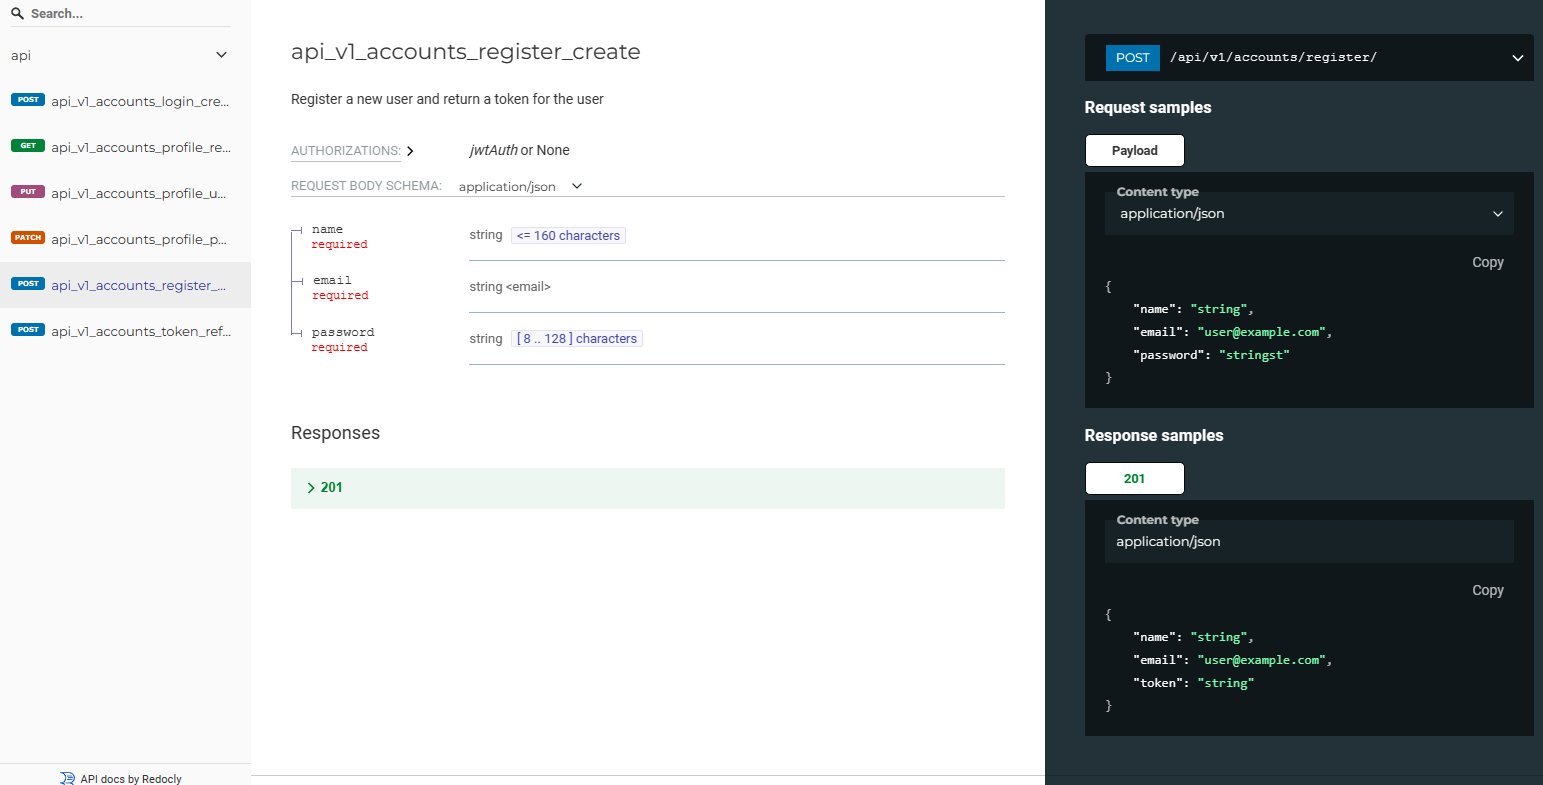 Search...
api
POST api_v1_accounts_login_cre...
GET api_v1_accounts_profile_re...
PUT api_v1_accounts_profile_u...
PATCH api_v1_accounts_profile_p...
POST api_v1_accounts_register_...
POST api_v1_accounts_token_ref...
API docs by Redocly
api_v1_accounts_register_create
Register a new user and return a token for the user
AUTHORIZATIONS: jwtAuth or None
REQUEST BODY SCHEMA: application/json
name
required
string <= 160 characters
email
required
string <email>
password
required
string [ 8 .. 128 ] characters
Responses
201
POST /api/v1/accounts/register/
Request samples
Payload
Content type
application/json
Copy
{
"name": "string",
"email": "user@example.com",
"password": "stringst"
}
Response samples
201
Content type
application/json
Copy
{
"name": "string",
"email": "user@example.com",
"token": "string"
}